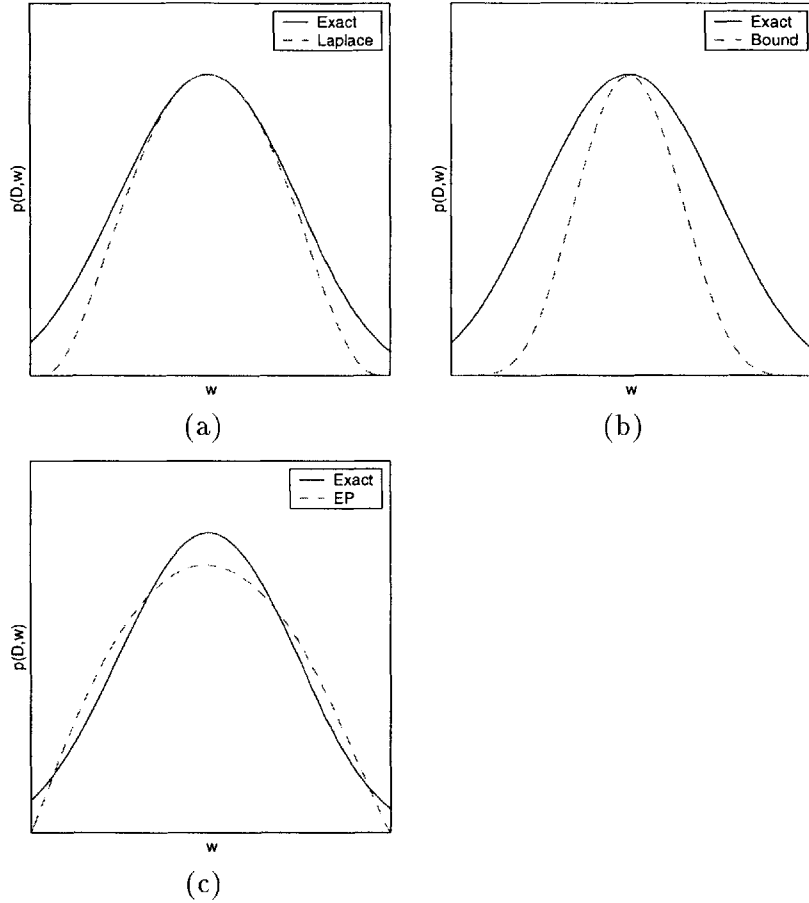 Exact
Laplace
p(D,w)
w
(a)
Exact
Bound
p(D,w)
w
(b)
Exact
EP
p(D,w)
w
(c)